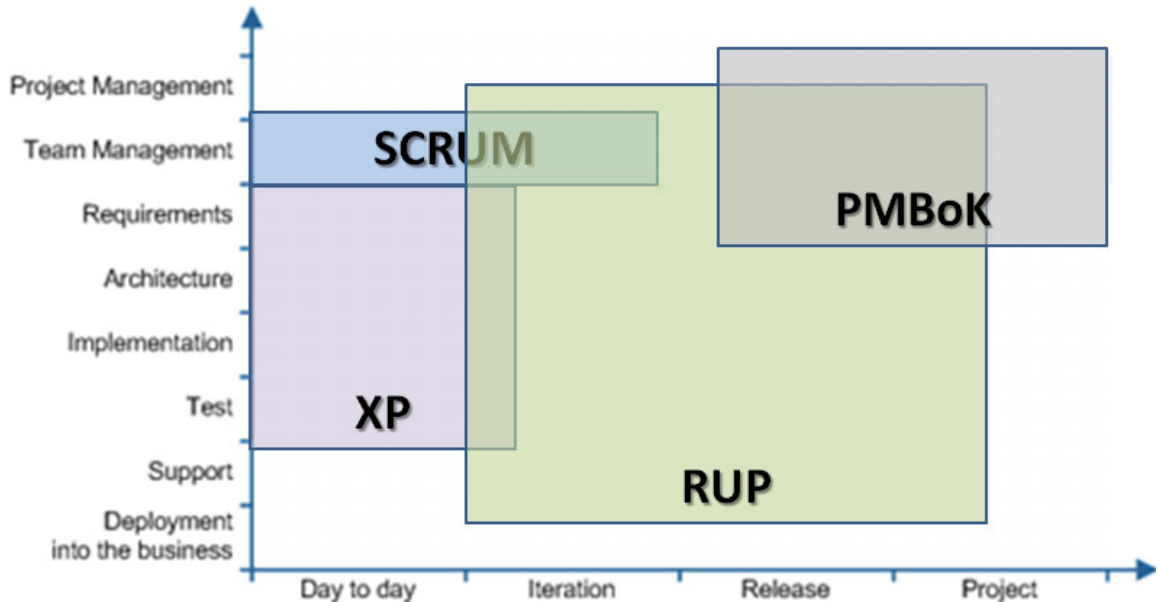 Project Management
Team Management
SCRUM
Requirements
PMBoK
Architecture
Implementation
Test
XP
Support
RUP
Deployment
into the business
Day to day
Iteration
Release
Project